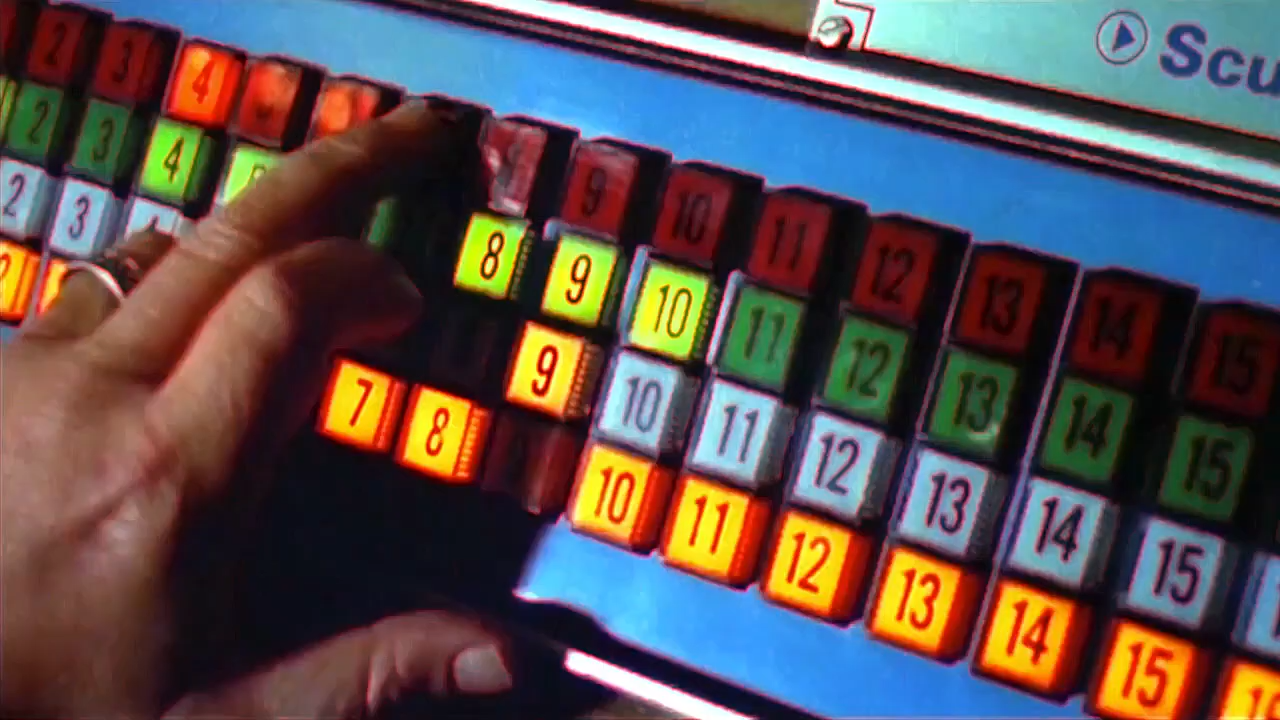 Scu
2 3 4 9 10 11 12 13 14 15
2 3 4 8 9 10 11 12 13 14 15
2 3 9 10 11 12 13 14 15
7 8 10 11 12 13 14 15